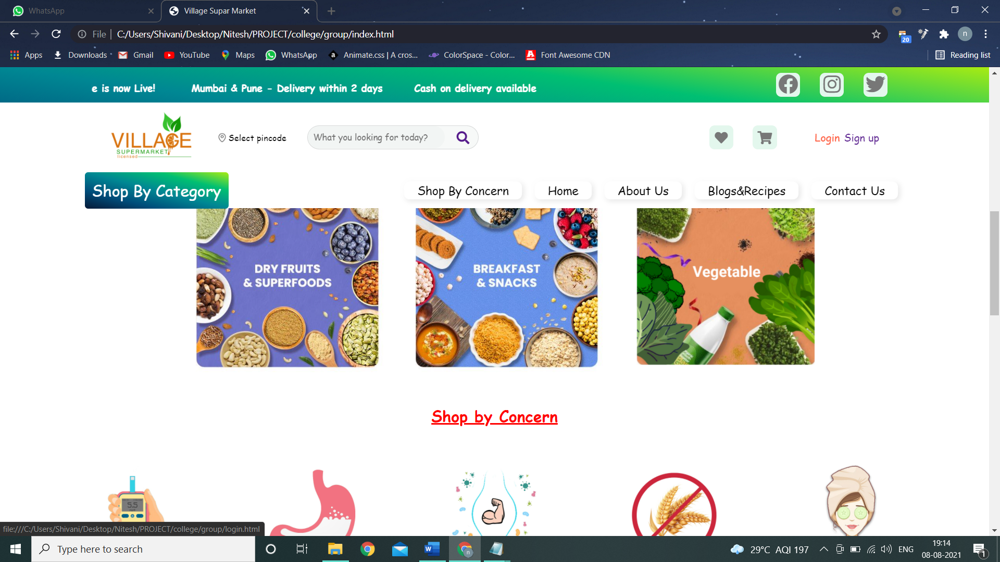 WhatsApp
Village Supar Market
File
C:/Users/Shivani/Desktop/Nitesh/PROJECT/college/group/index.html
20
n
Apps
Downloads
Gmail
YouTube
Maps
WhatsApp
a
Animate.css | A cros...
ColorSpace - Color...
Font Awesome CDN
Reading list
e is now Live!
Mumbai & Pune - Delivery within 2 days
Cash on delivery available
VILLAGE
SUPERMARKET
licensed
Select pincode
What you looking for today?
Login Sign up
Shop By Category
Shop By Concern
Home
About Us
Blogs&Recipes
Contact Us
DRY FRUITS
& SUPERFOODS
BREAKFAST
& SNACKS
Vegetable
Shop by Concern
5.5
file:///C:/Users/Shivani/Desktop/Nitesh/PROJECT/college/group/login.html
Type here to search
29°C AQI 197
ENG
19:14
08-08-2021
1